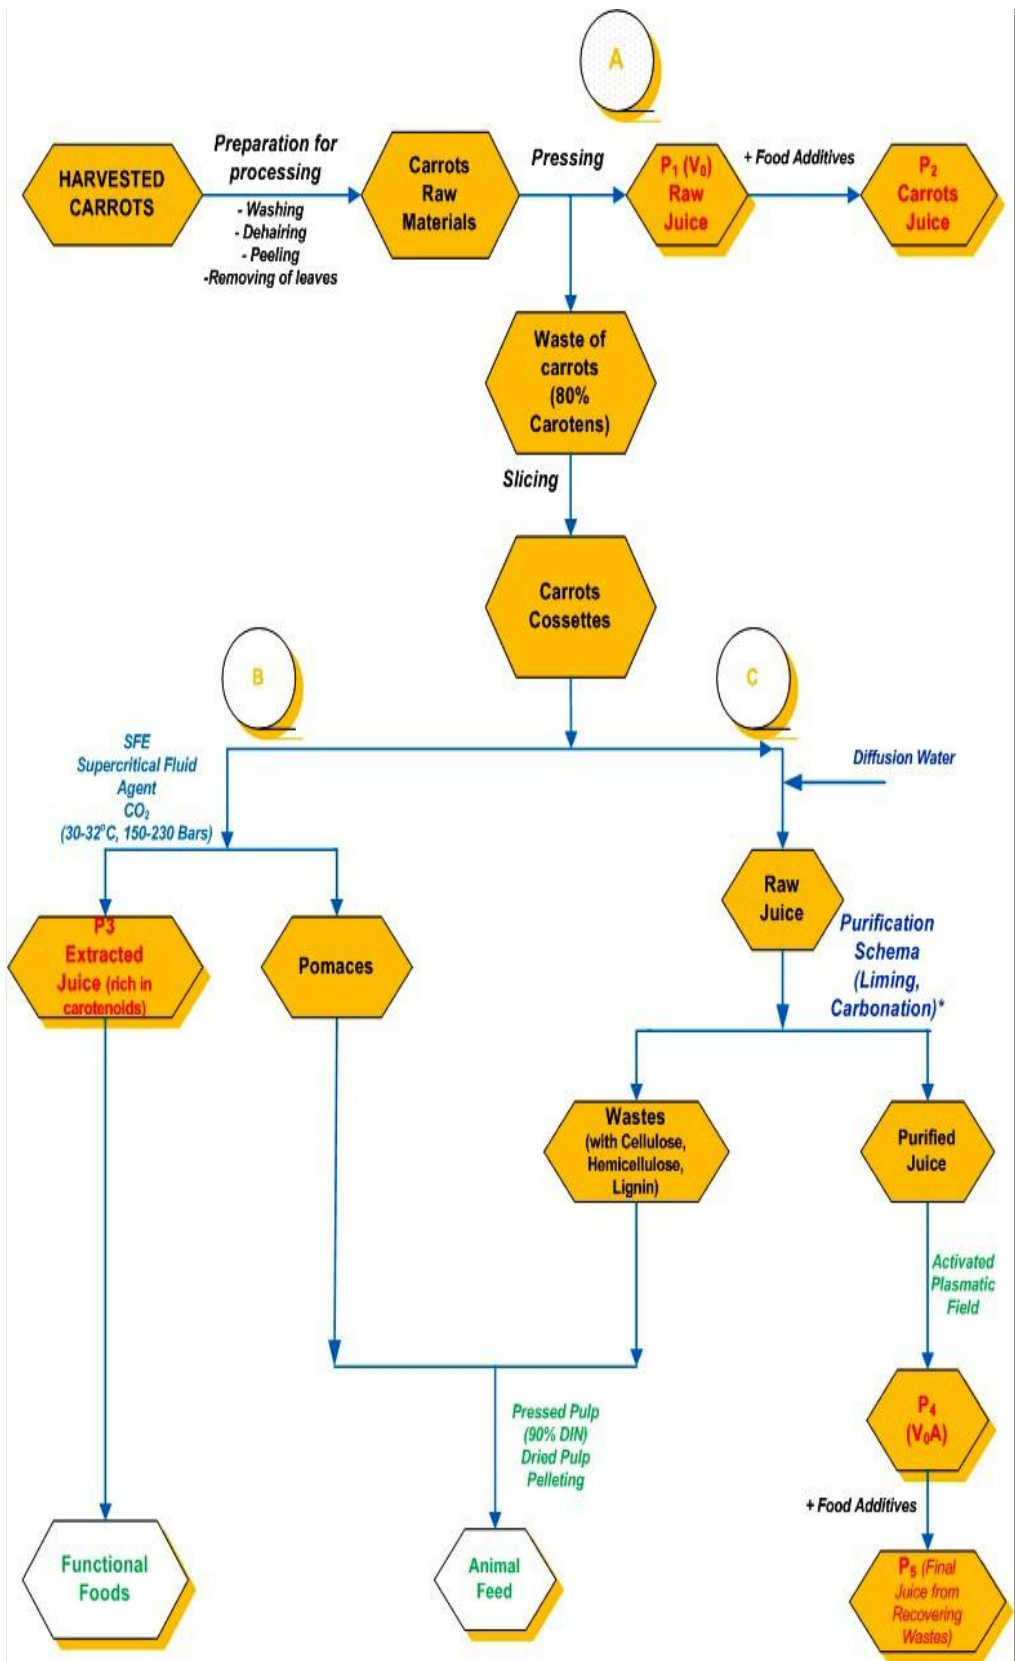 A
HARVESTED
CARROTS
Preparation for
processing
- Washing
- Dehairing
- Peeling
-Removing of leaves
Carrots
Raw
Materials
Pressing
P₁ (V₀)
Raw
Juice
+ Food Additives
P₂
Carrots
Juice
Waste of
carrots
(80%
Carotens)
Slicing
Carrots
Cossettes
B
C
SFE
Supercritical Fluid
Agent
CO₂
(30-32°C, 150-230 Bars)
Diffusion Water
P3
Extracted
Juice (rich in
carotenoids)
Pomaces
Raw
Juice
Purification
Schema
(Liming,
Carbonation)*
Wastes
(with Cellulose,
Hemicellulose,
Lignin)
Purified
Juice
Activated
Plasmatic
Field
P₄
(V₀A)
Pressed Pulp
(90% DIN)
Dried Pulp
Pelleting
+ Food Additives
Functional
Foods
Animal
Feed
P₅ (Final
Juice from
Recovering
Wastes)